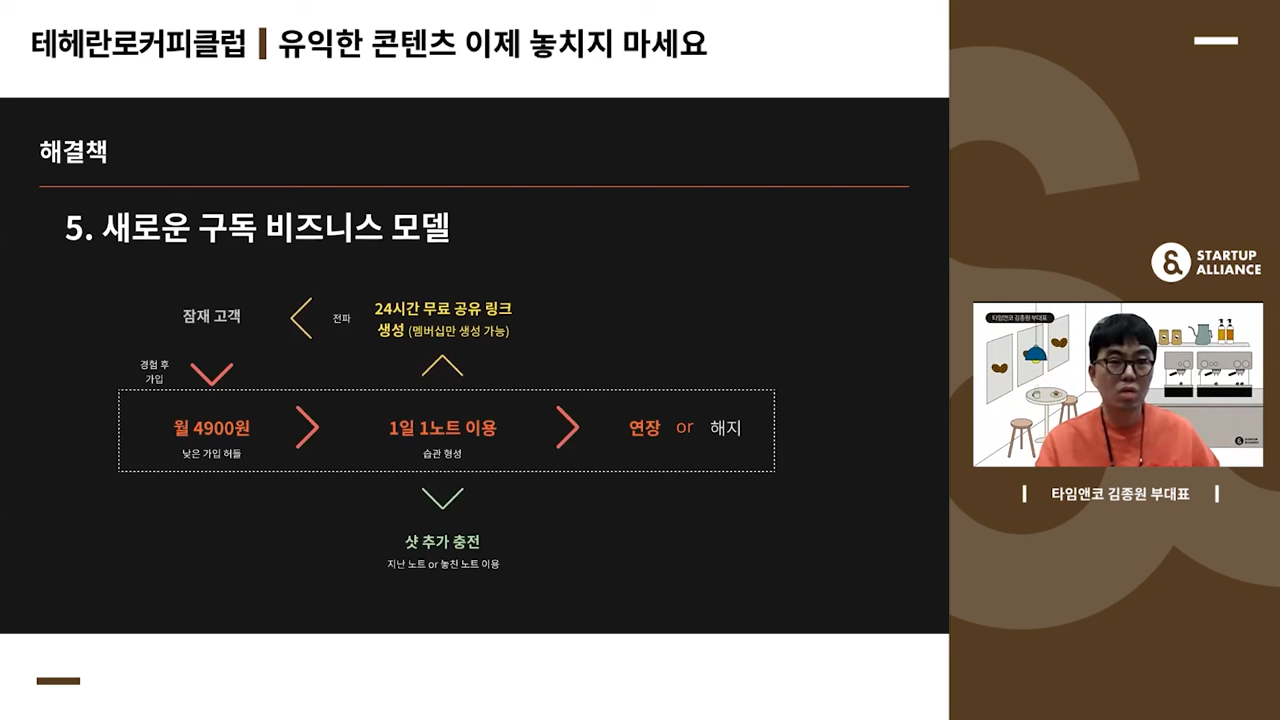 테헤란로커피클럽 | 유익한 콘텐츠 이제 놓치지 마세요
해결책
5. 새로운 구독 비즈니스 모델
잠재 고객
전파
24시간 무료 공유 링크
생성 (멤버십만 생성 가능)
경험 후
가입
월 4900원
낮은 가입 허들
1일 1노트 이용
습관 형성
연장 or 해지
샷 추가 충전
지난 노트 or 놓친 노트 이용
STARTUP
ALLIANCE
타임앤코 김종원 부대표
STARTUP
ALLIANCE
타임앤코 김종원 부대표